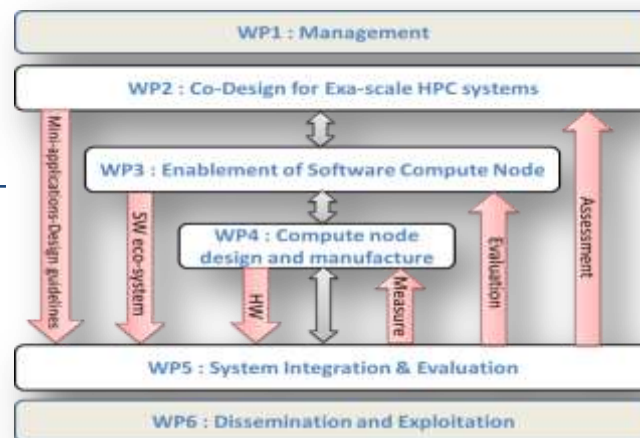 WP1 : Management
WP2 : Co-Design for Exa-scale HPC systems
Mini-applications-Design guidelines
WP3 : Enablement of Software Compute Node
SW eco-system
WP4 : Compute node
design and manufacture
HW
Measure
Evaluation
Assessment
WP5 : System Integration & Evaluation
WP6 : Dissemination and Exploitation